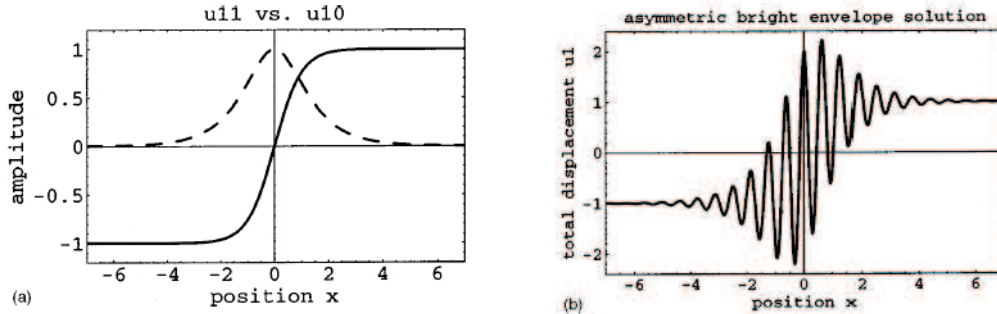 u11 vs. u10
amplitude
1
0.5
0
-0.5
-1
-6 -4 -2 0 2 4 6
position x
(a)
asymmetric bright envelope solution
total displacement u1
2
1
0
-1
-2
-6 -4 -2 0 2 4 6
position x
(b)